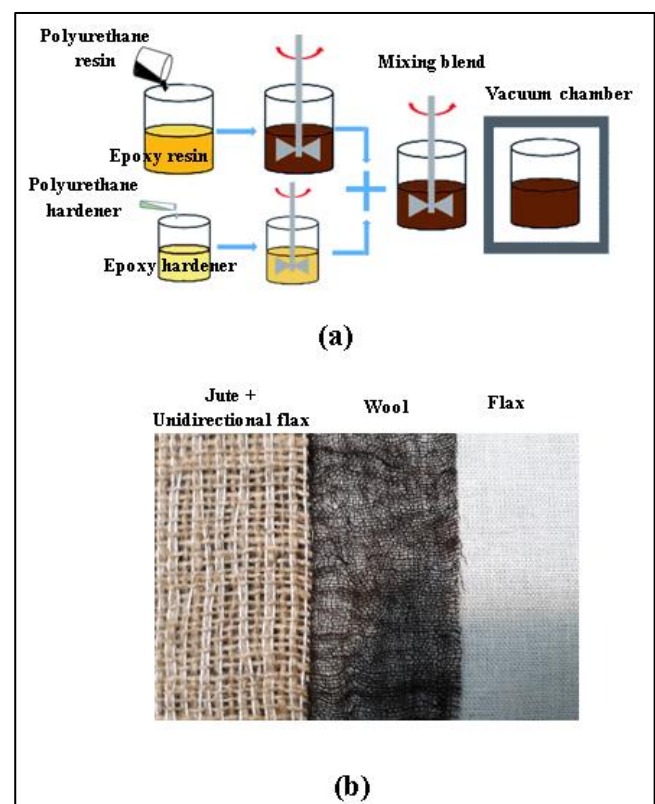 Polyurethane
resin
Epoxy resin
Mixing blend
Vacuum chamber
Polyurethane
hardener
Epoxy hardener
(a)
Jute +
Unidirectional flax
Wool
Flax
(b)